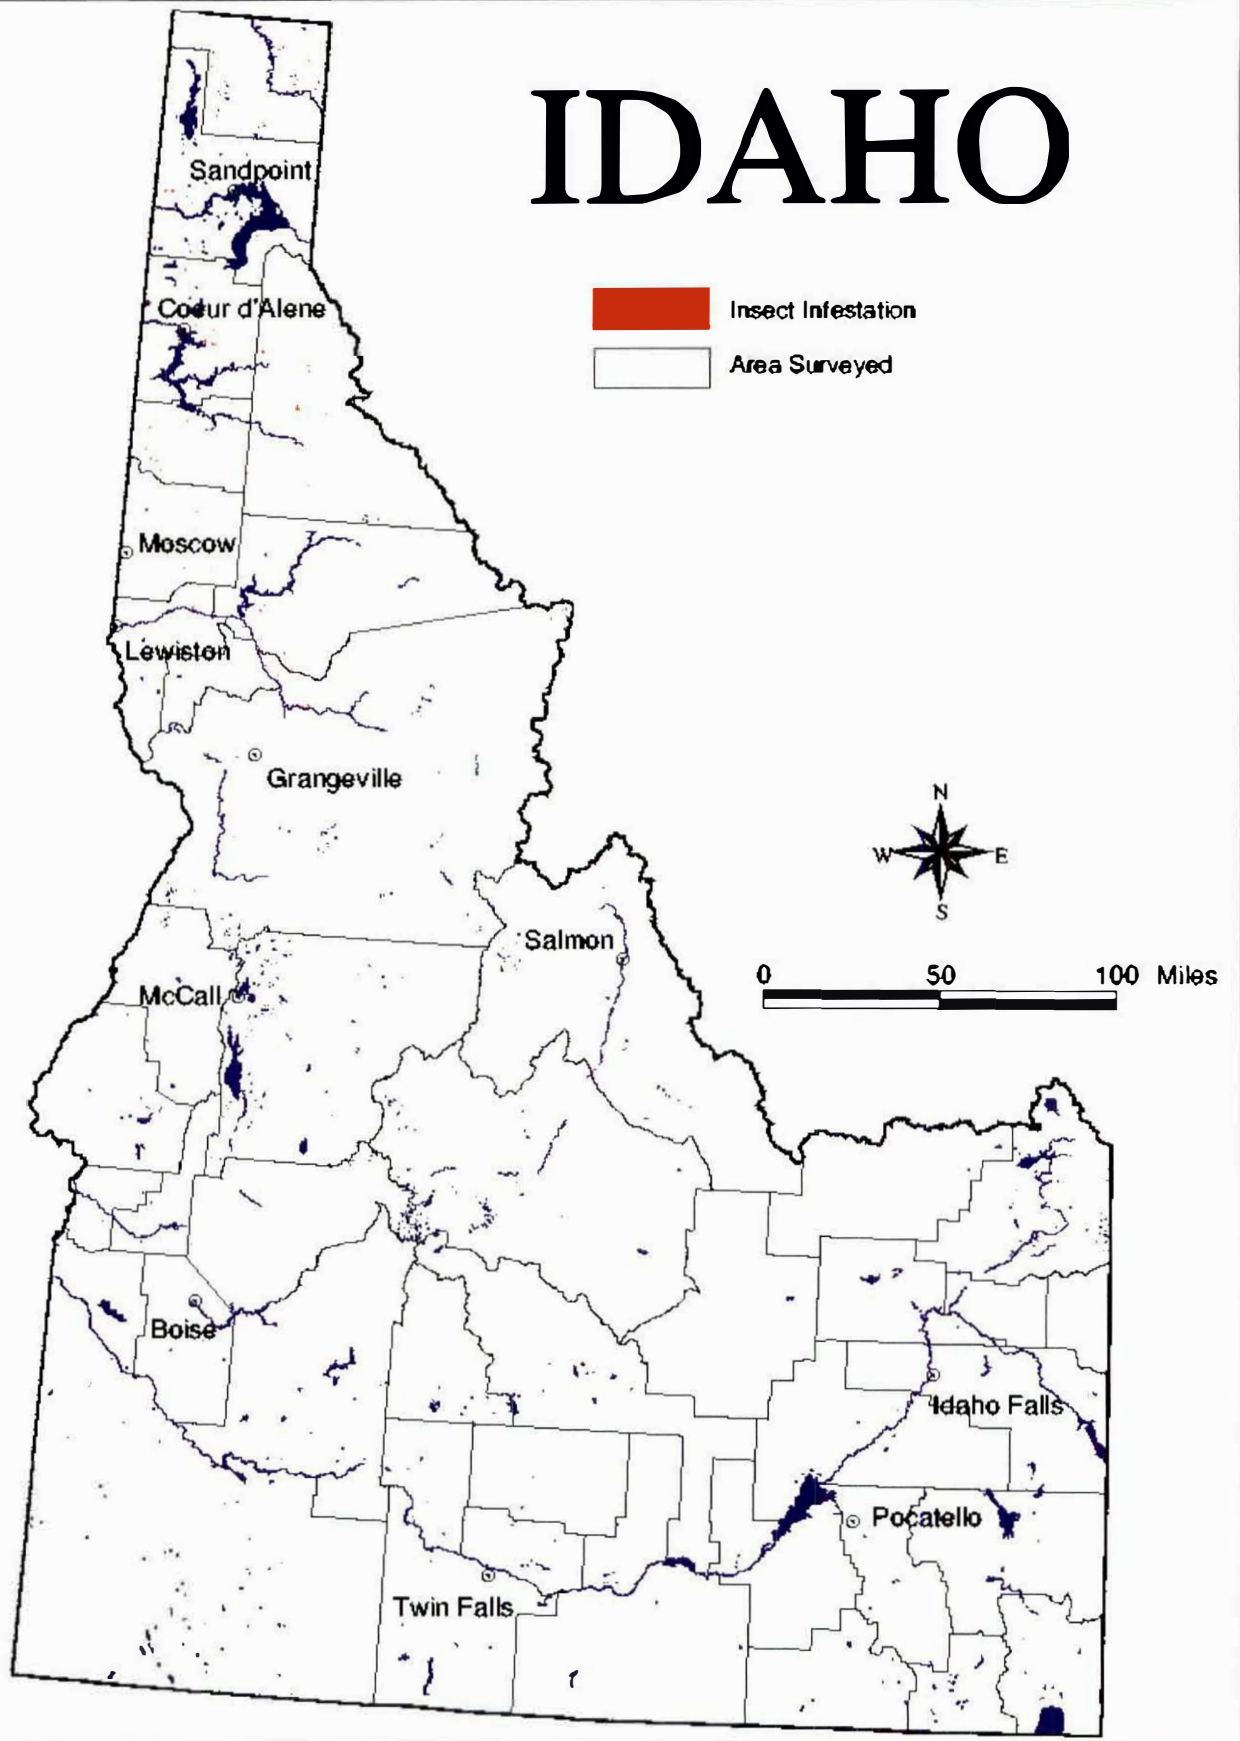 IDAHO
Sandpoint
Insect Infestation
Coeur d'Alene
Area Surveyed
Moscow
Lewiston
Grangeville
N
W E
S
Salmon
0 50 100 Miles
McCall
Boise
Idaho Falls
Pocatello
Twin Falls